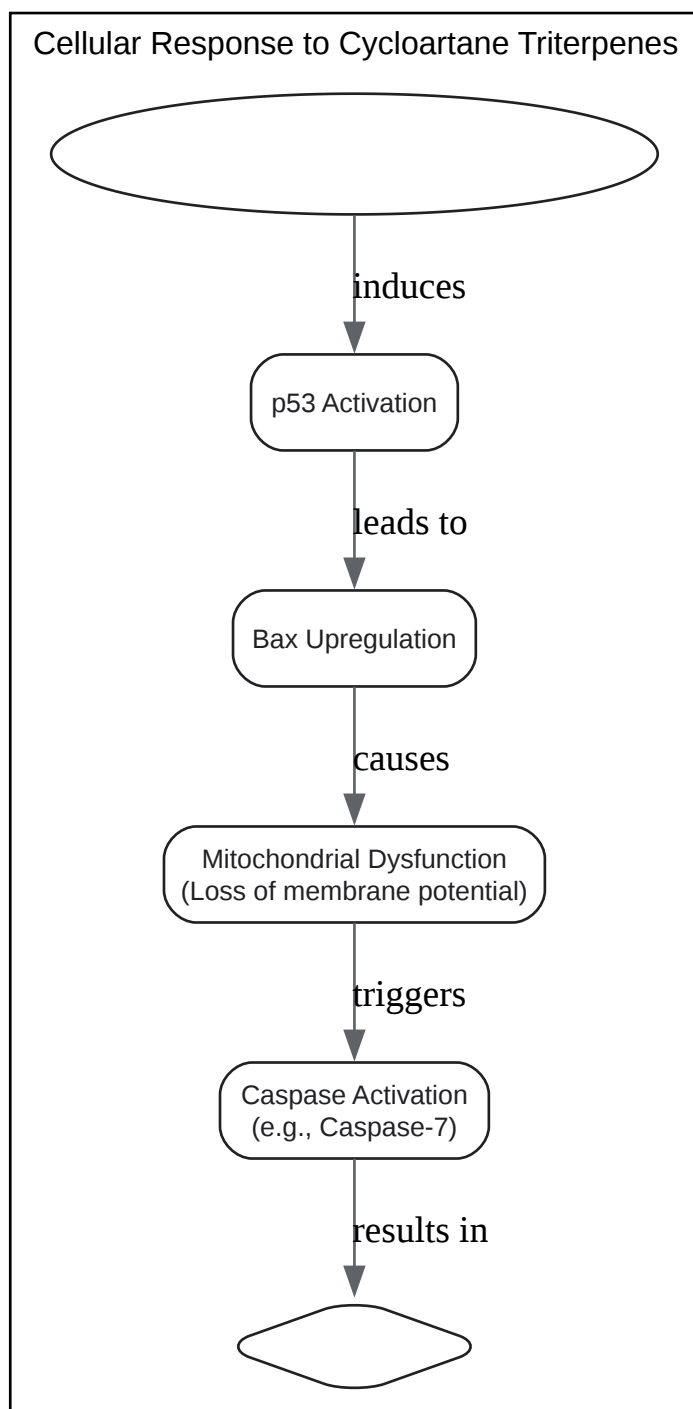 Cellular Response to Cycloartane Triterpenes
induces
p53 Activation
leads to
Bax Upregulation
causes
Mitochondrial Dysfunction
(Loss of membrane potential)
triggers
Caspase Activation
(e.g., Caspase-7)
results in